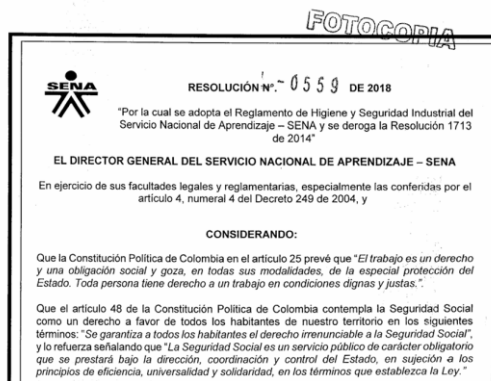 FOTOCOPIA
SENA
RESOLUCIÓN Nº. - 0559 DE 2018
"Por la cual se adopta el Reglamento de Higiene y Seguridad Industrial del
Servicio Nacional de Aprendizaje – SENA y se deroga la Resolución 1713
de 2014"
EL DIRECTOR GENERAL DEL SERVICIO NACIONAL DE APRENDIZAJE – SENA
En ejercicio de sus facultades legales y reglamentarias, especialmente las conferidas por el
artículo 4, numeral 4 del Decreto 249 de 2004, y
CONSIDERANDO:
Que la Constitución Política de Colombia en el artículo 25 prevé que "El trabajo es un derecho
y una obligación social y goza, en todas sus modalidades, de la especial protección del
Estado. Toda persona tiene derecho a un trabajo en condiciones dignas y justas.".
Que el artículo 48 de la Constitución Política de Colombia contempla la Seguridad Social
como un derecho a favor de todos los habitantes de nuestro territorio en los siguientes
términos: "Se garantiza a todos los habitantes el derecho irrenunciable a la Seguridad Social",
y lo refuerza señalando que "La Seguridad Social es un servicio público de carácter obligatorio
que se prestará bajo la dirección, coordinación y control del Estado, en sujeción a los
principios de eficiencia, universalidad y solidaridad, en los términos que establezca la Ley."